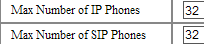 Max Number of IP Phones 32
Max Number of SIP Phones 32